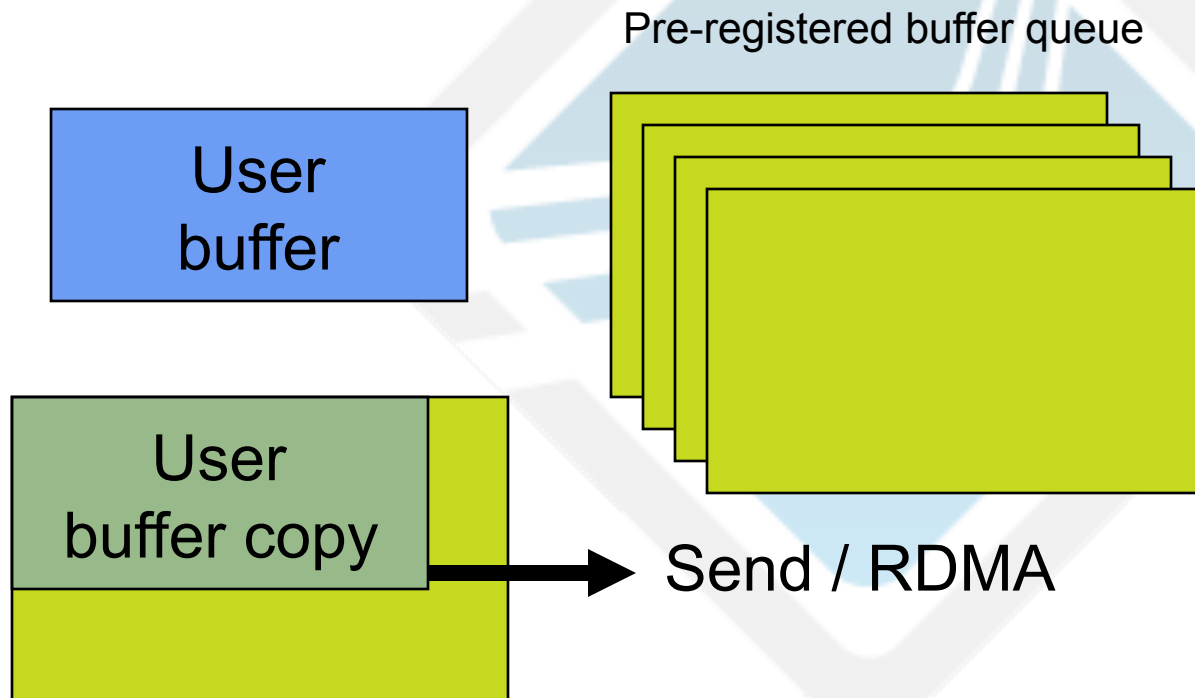 Pre-registered buffer queue
User
buffer
User
buffer copy
Send / RDMA